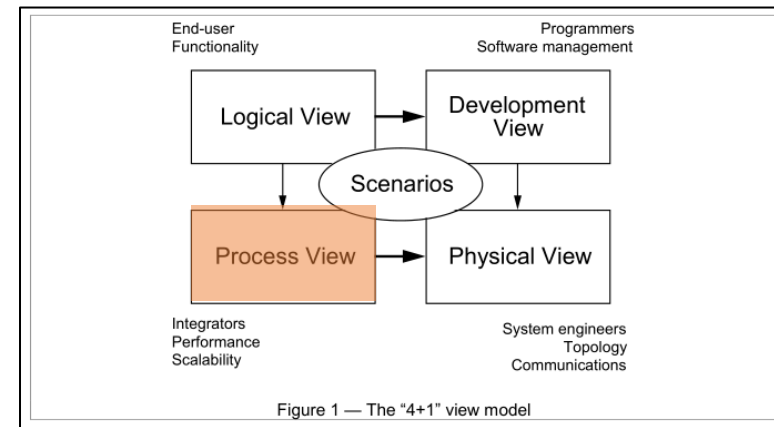 End-user
Functionality
Programmers
Software management
Logical View
Development
View
Scenarios
Process View
Physical View
Integrators
Performance
Scalability
System engineers
Topology
Communications
Figure 1 — The “4+1” view model